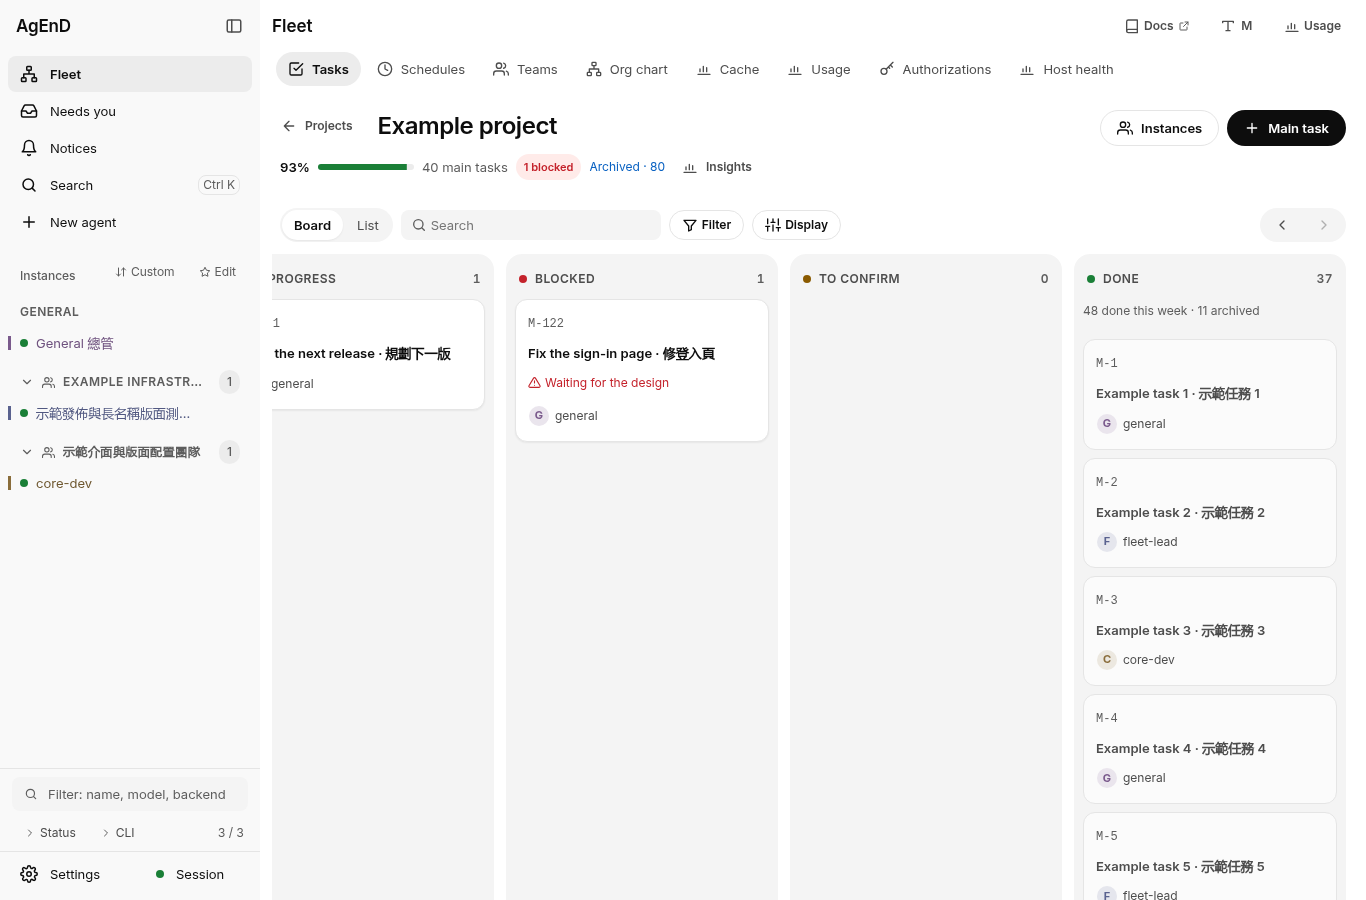 AgEnD
Fleet
Needs you
Notices
Search
Ctrl K
New agent
Instances
Custom
Edit
GENERAL
General 總管
EXAMPLE INFRASTR...
1
示範發佈與長名稱版面測...
示範介面與版面配置團隊
1
core-dev
Filter: name, model, backend
Status
CLI
3 / 3
Settings
Session
Fleet
Docs
M
Usage
Tasks
Schedules
Teams
Org chart
Cache
Usage
Authorizations
Host health
Projects
Example project
Instances
Main task
93%
40 main tasks
1 blocked
Archived · 80
Insights
Board
List
Search
Filter
Display
PROGRESS
1
1
the next release · 規劃下一版
general
BLOCKED
1
M-122
Fix the sign-in page · 修登入頁
Waiting for the design
G
general
TO CONFIRM
0
DONE
37
48 done this week · 11 archived
M-1
Example task 1 · 示範任務 1
G
general
M-2
Example task 2 · 示範任務 2
F
fleet-lead
M-3
Example task 3 · 示範任務 3
C
core-dev
M-4
Example task 4 · 示範任務 4
G
general
M-5
Example task 5 · 示範任務 5
F
fleet-lead